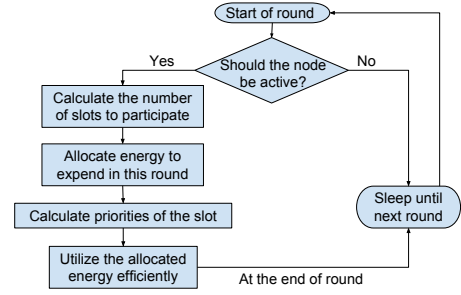 Start of round
Yes
Should the node
be active?
No
Calculate the number
of slots to participate
Allocate energy to
expend in this round
Calculate priorities of the slot
Sleep until
next round
Utilize the allocated
energy efficiently
At the end of round